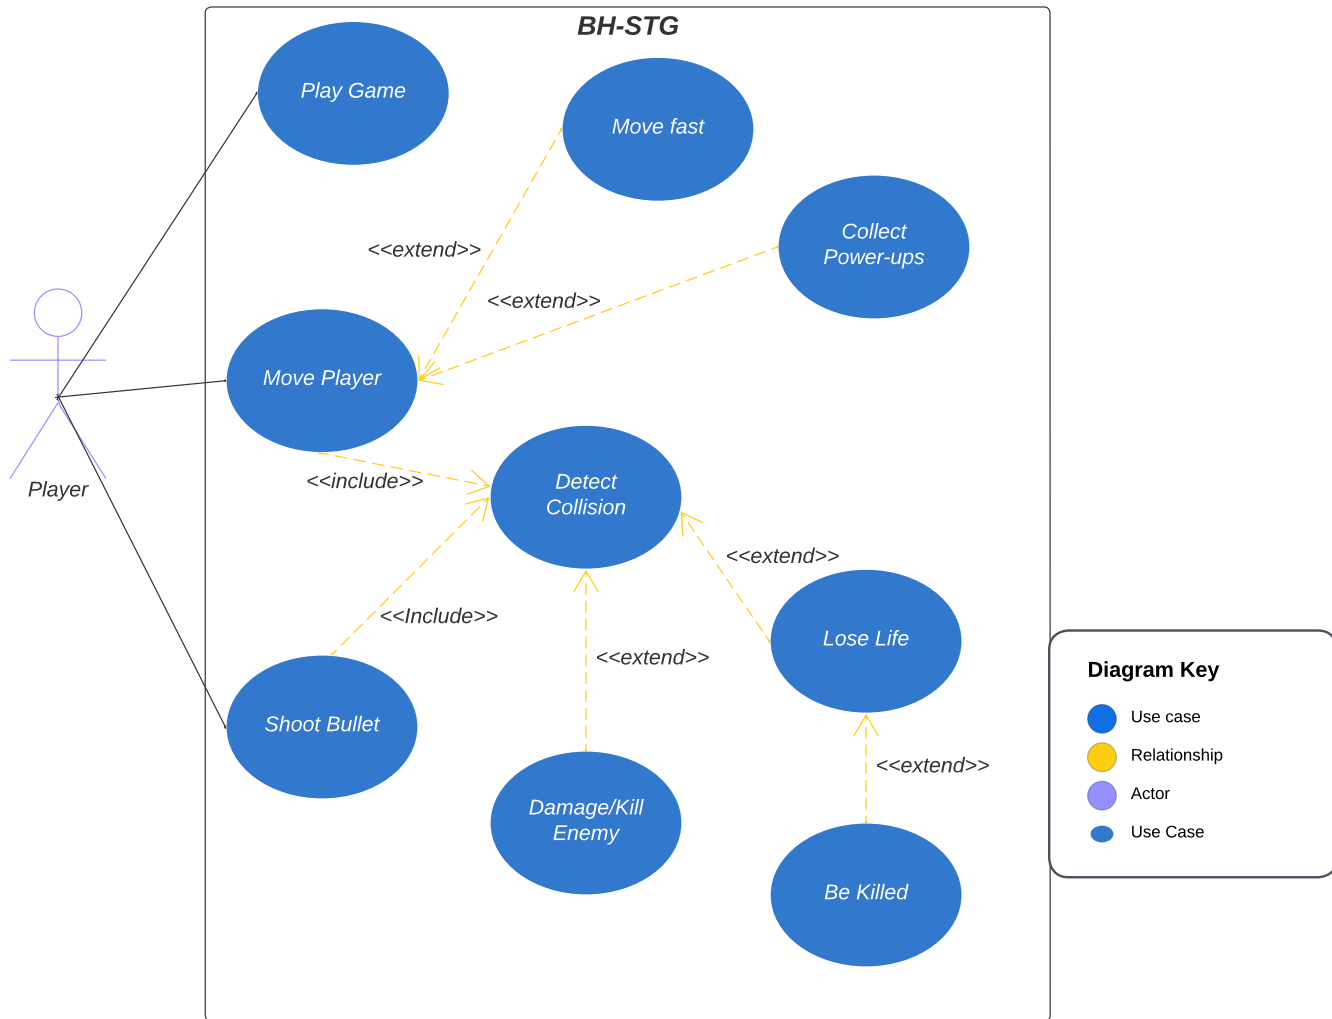 BH-STG
Play Game
Move fast
Collect
Power-ups
<<extend>>
<<extend>>
Move Player
Player
<<include>>
Detect
Collision
<<extend>>
<<Include>>
<<extend>>
Lose Life
Shoot Bullet
<<extend>>
Damage/Kill
Enemy
Be Killed
Diagram Key
Use case
Relationship
Actor
Use Case